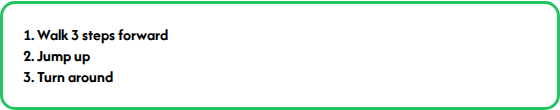 1. Walk 3 steps forward
2. Jump up
3. Turn around